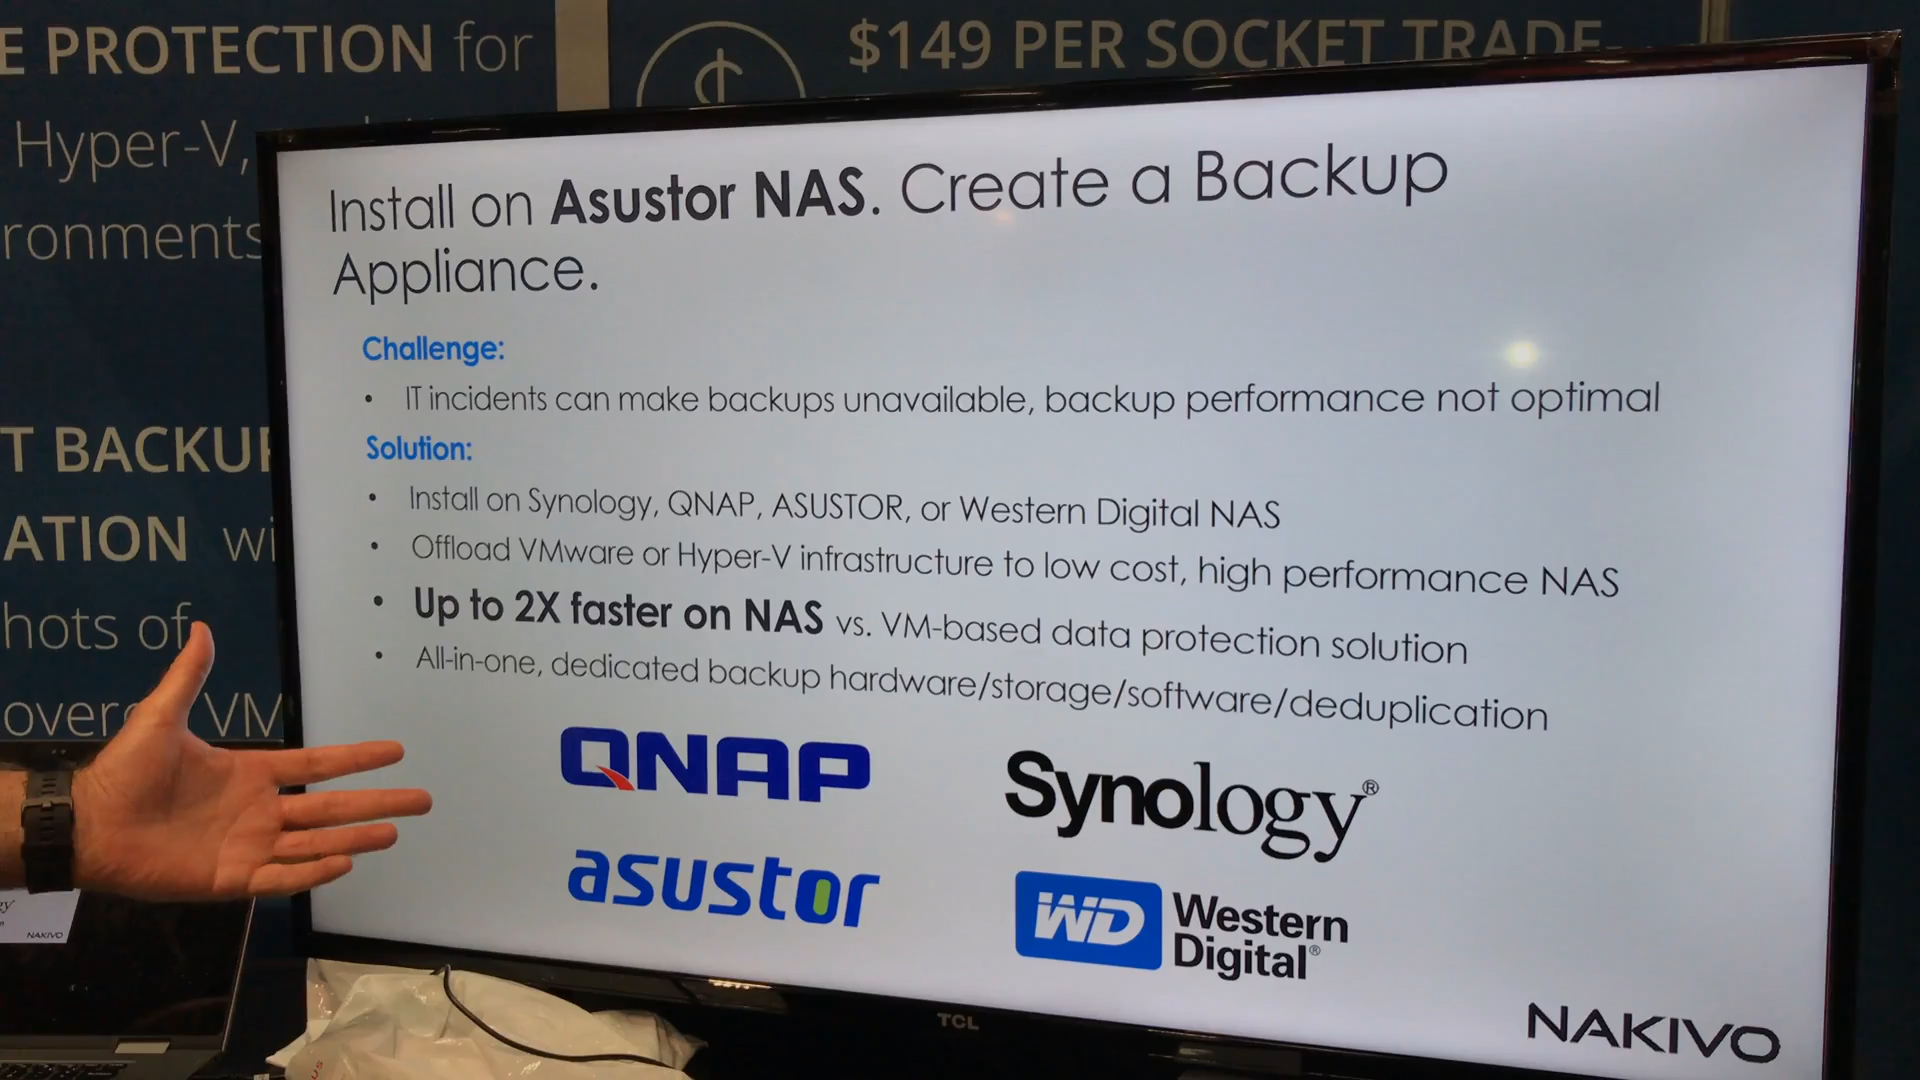 E PROTECTION for
Hyper-V,
ronments
T BACKUP
ATION wi
hots of
overs VM
$149 PER SOCKET TRADE-
Install on Asustor NAS. Create a Backup
Appliance.
Challenge:
• IT incidents can make backups unavailable, backup performance not optimal
Solution:
• Install on Synology, QNAP, ASUSTOR, or Western Digital NAS
• Offload VMware or Hyper-V infrastructure to low cost, high performance NAS
• Up to 2X faster on NAS vs. VM-based data protection solution
• All-in-one, dedicated backup hardware/storage/software/deduplication
QNAP
Synology®
asustor
WD Western
Digital®
NAKIVO
TCL
NAKIVO